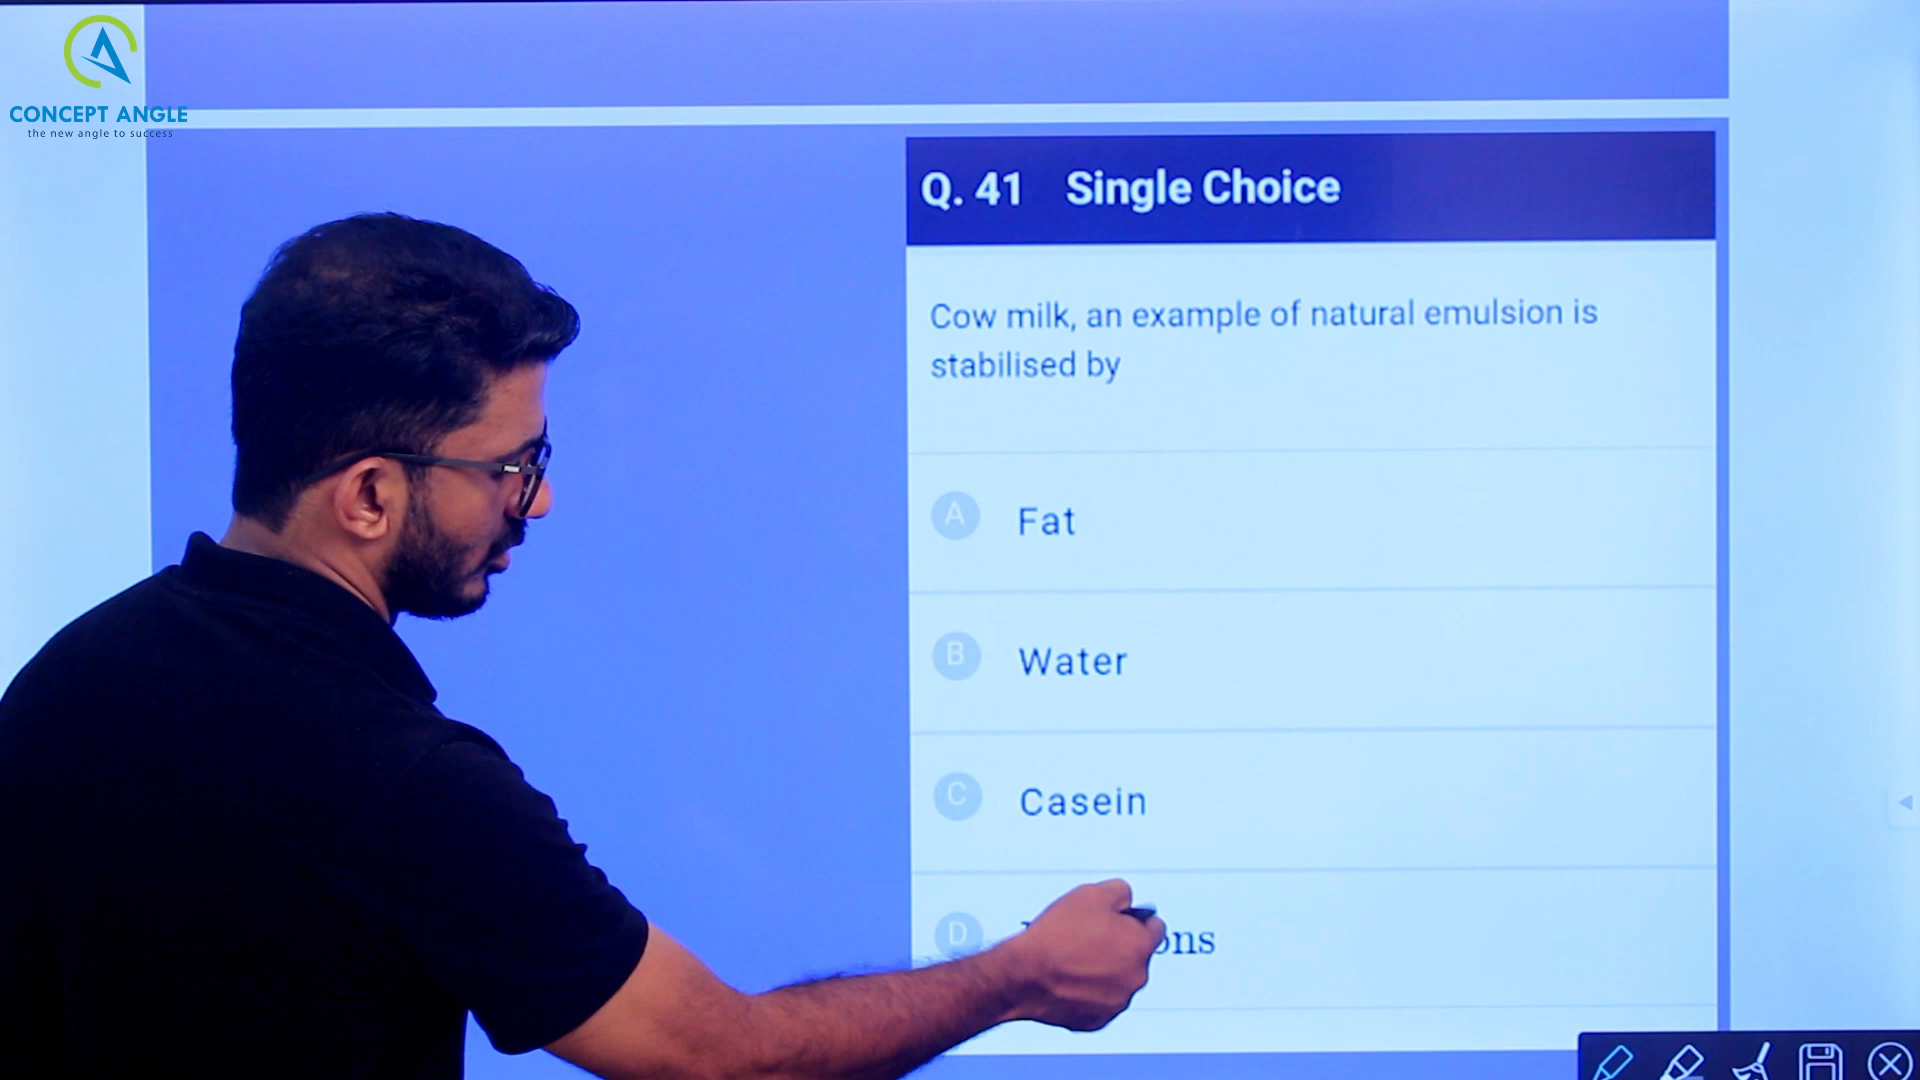 CONCEPT ANGLE
the new angle to success
Q. 41 Single Choice
Cow milk, an example of natural emulsion is
stabilised by
A Fat
B Water
C Casein
D